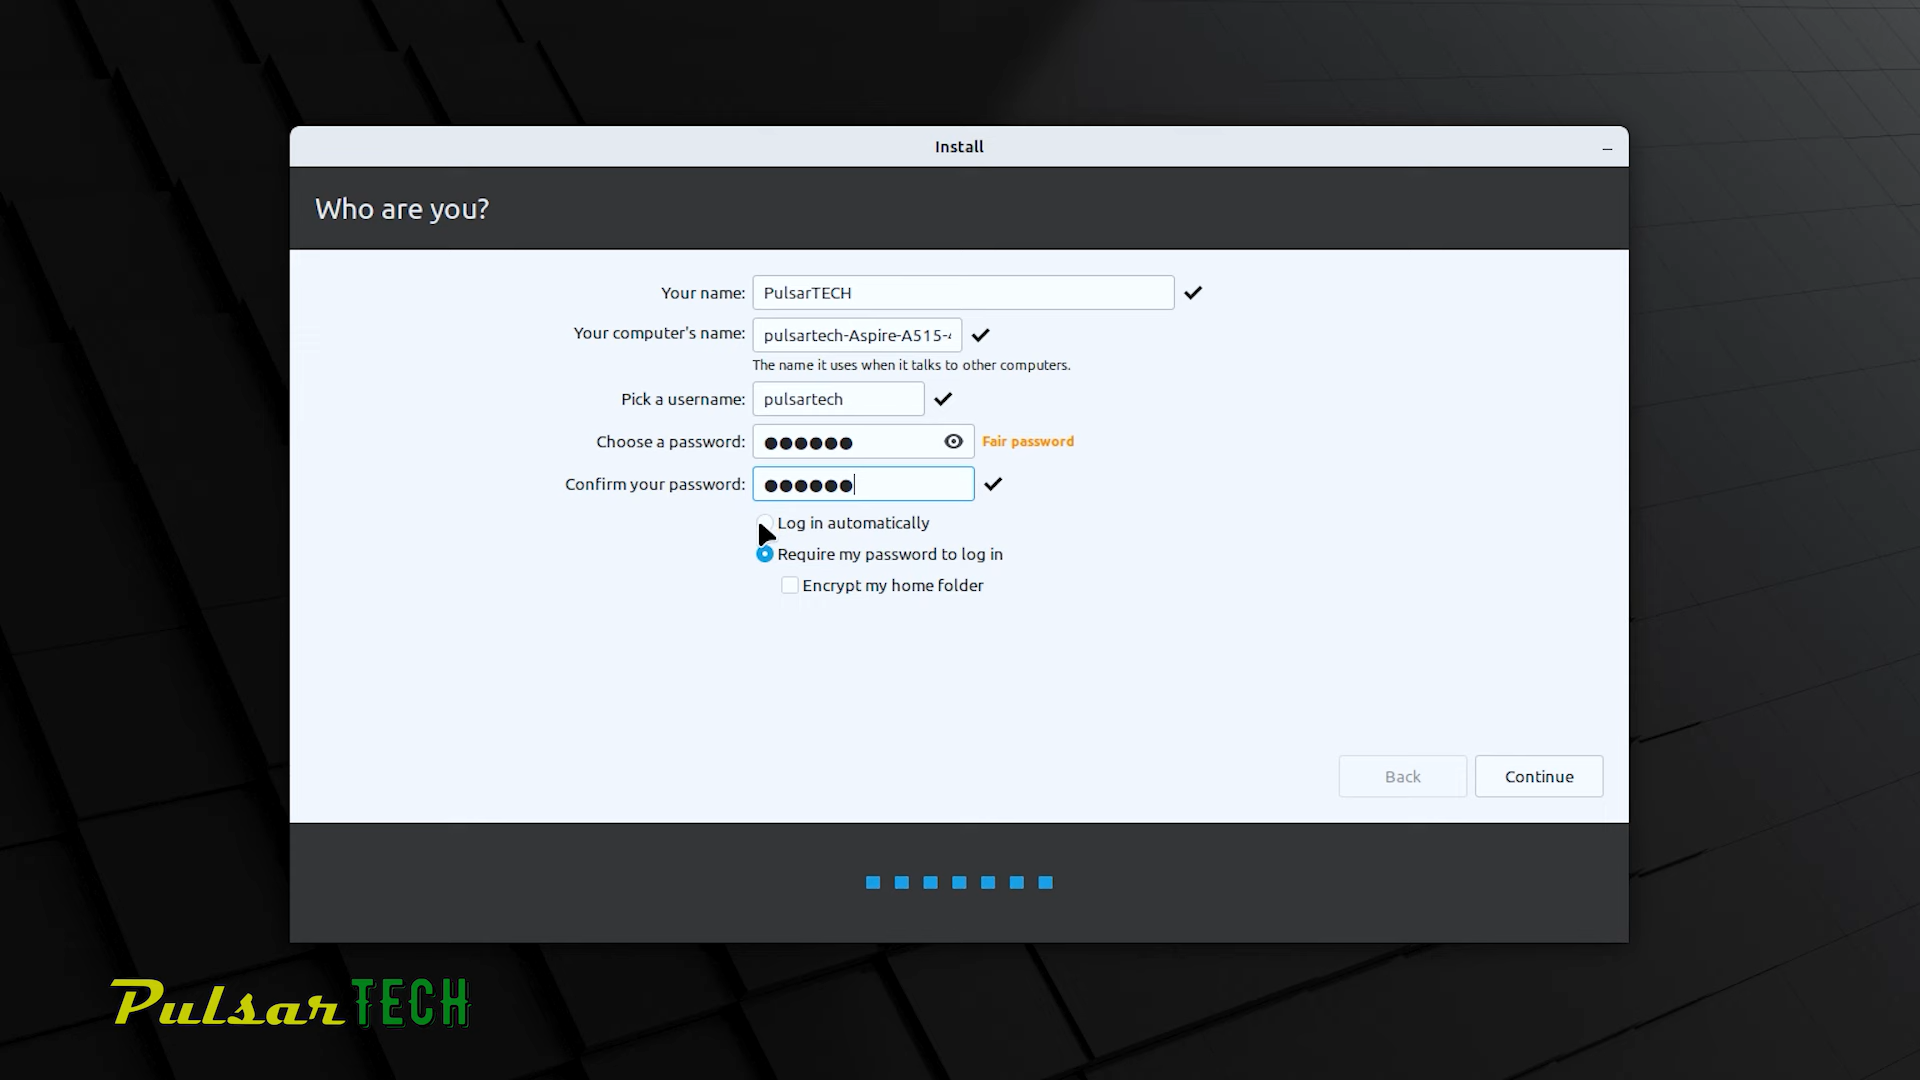 Install
Who are you?
Your name: PulsarTECH
Your computer's name: pulsartech-Aspire-A515-
The name it uses when it talks to other computers.
Pick a username: pulsartech
Choose a password: ●●●●●● Fair password
Confirm your password: ●●●●●●
Log in automatically
Require my password to log in
Encrypt my home folder
Back Continue
PulsarTECH